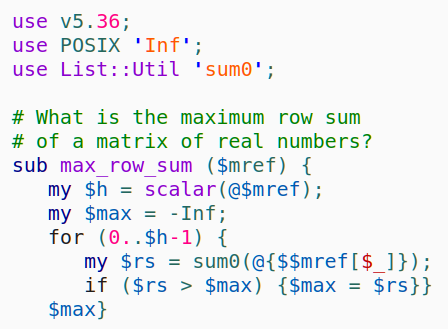 use v5.36;
use POSIX 'Inf';
use List::Util 'sum0';

# What is the maximum row sum
# of a matrix of real numbers?
sub max_row_sum ($mref) {
   my $h = scalar(@$mref);
   my $max = -Inf;
   for (0..$h-1) {
      my $rs = sum0(@{$$mref[$_]});
      if ($rs > $max) {$max = $rs}}
   $max}